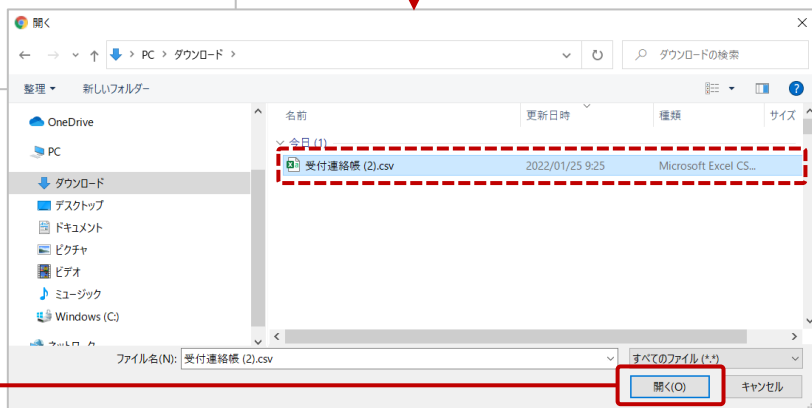 開く
PC > ダウンロード >
ダウンロードの検索
整理 新しいフォルダー
名前 更新日時 種類 サイズ
OneDrive
今日 (1)
PC
受付連絡帳 (2).csv 2022/01/25 9:25 Microsoft Excel CS...
ダウンロード
デスクトップ
ドキュメント
ピクチャ
ビデオ
ミュージック
Windows (C:)
ネットワーク
ファイル名(N): 受付連絡帳 (2).csv すべてのファイル (*.*)
開く(O) キャンセル